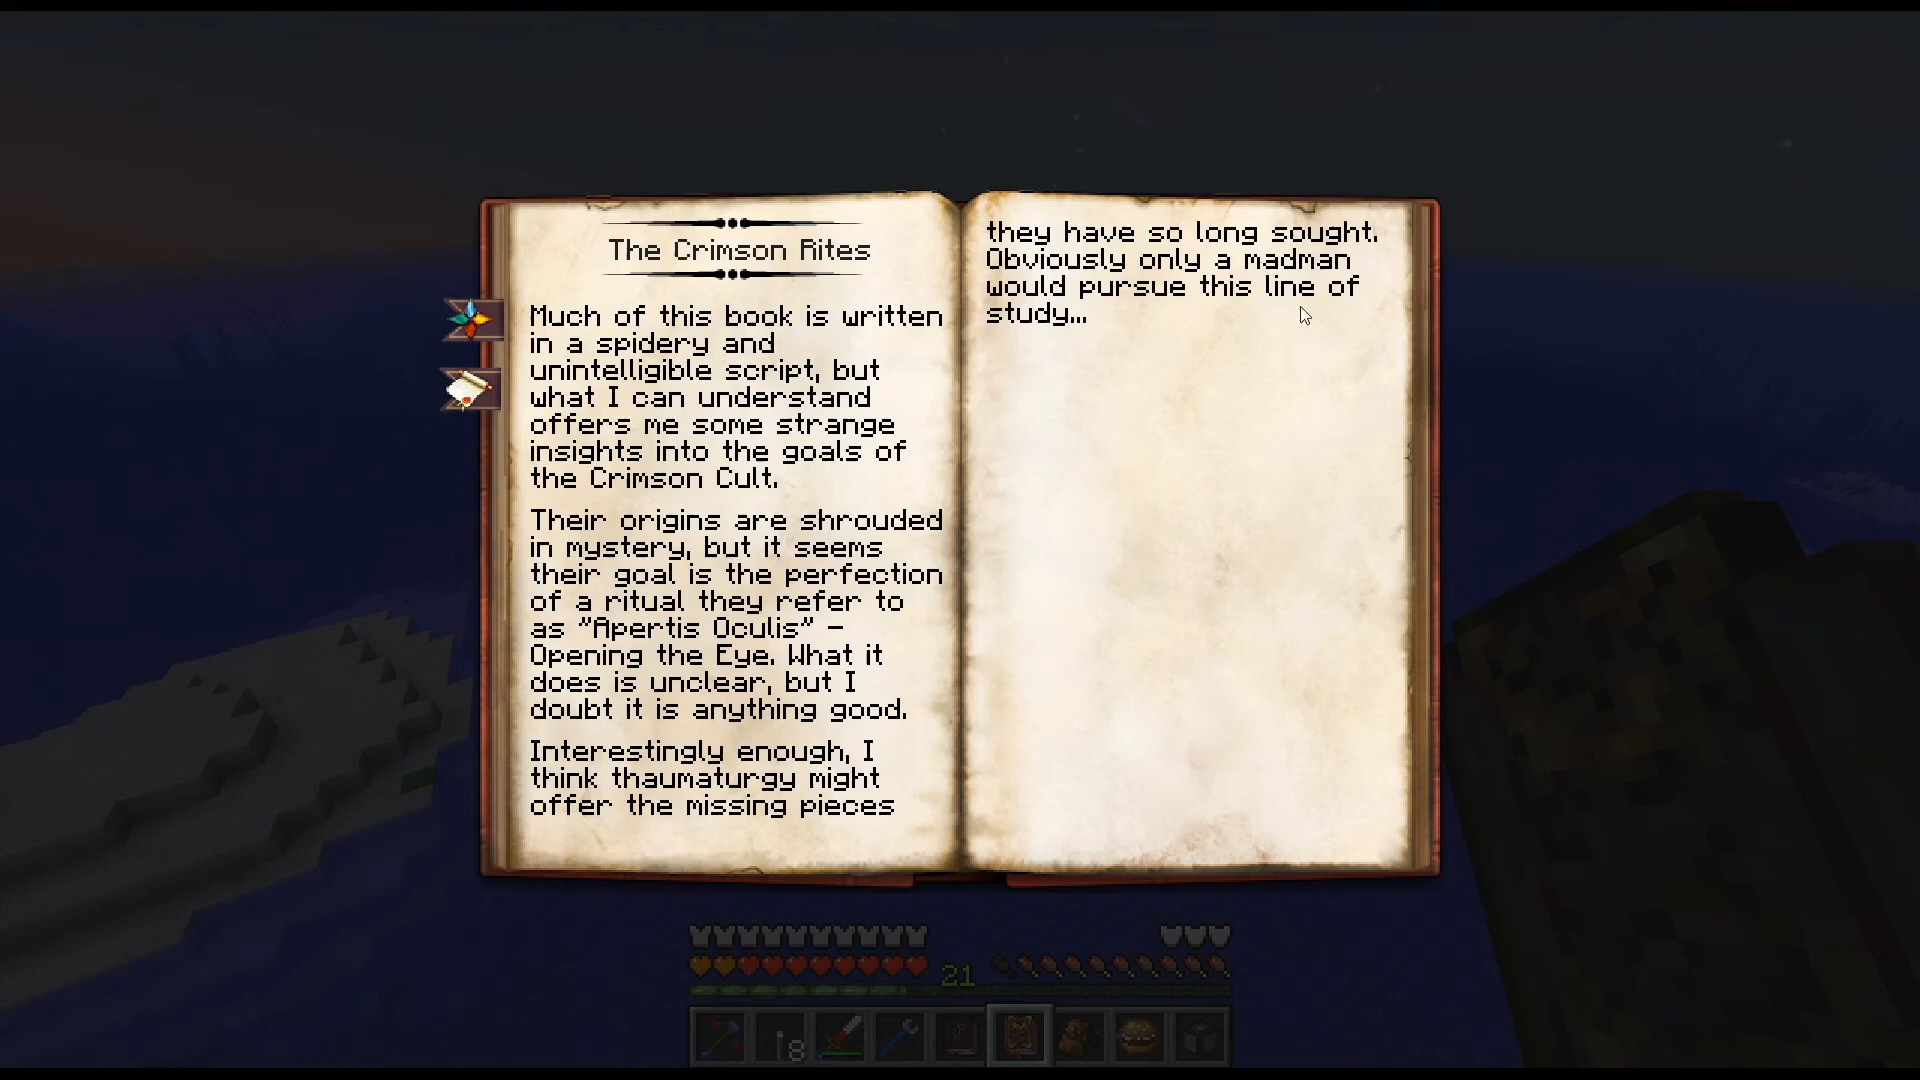 The Crimson Rites
Much of this book is written
in a spidery and
unintelligible script, but
what I can understand
offers me some strange
insights into the goals of
the Crimson Cult.
Their origins are shrouded
in mystery, but it seems
their goal is the perfection
of a ritual they refer to
as "Apertis Oculis" –
Opening the Eye. What it
does is unclear, but I
doubt it is anything good.
Interestingly enough, I
think thaumaturgy might
offer the missing pieces
they have so long sought.
Obviously only a madman
would pursue this line of
study...
21
8